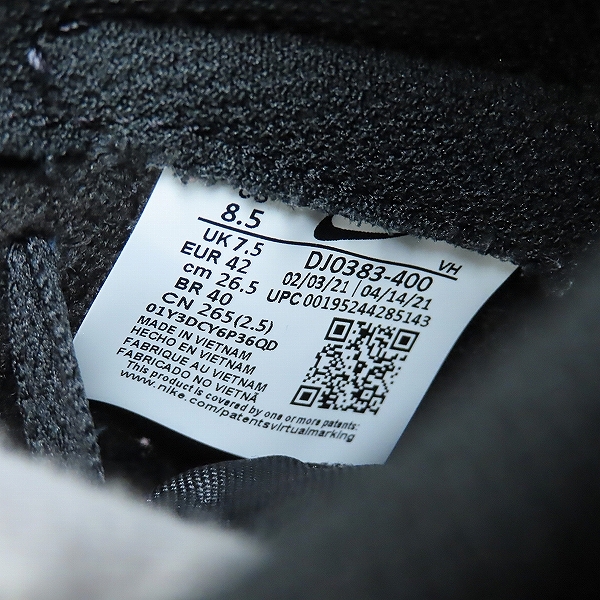 8.5
UK 7.5
EUR 42
cm 26.5
BR 40
CN 265(2.5)
01Y3DCY6P36QD
MADE IN VIETNAM
HECHO EN VIETNAM
FABRIQUE AU VIETNAM
FABRICADO NO VIETNÃ
This product is covered by one or more patents:
www.nike.com/patentsvirtualmarking
VH
DJ0383-400
02/03/21 | 04/14/21
UPC 00195244285143